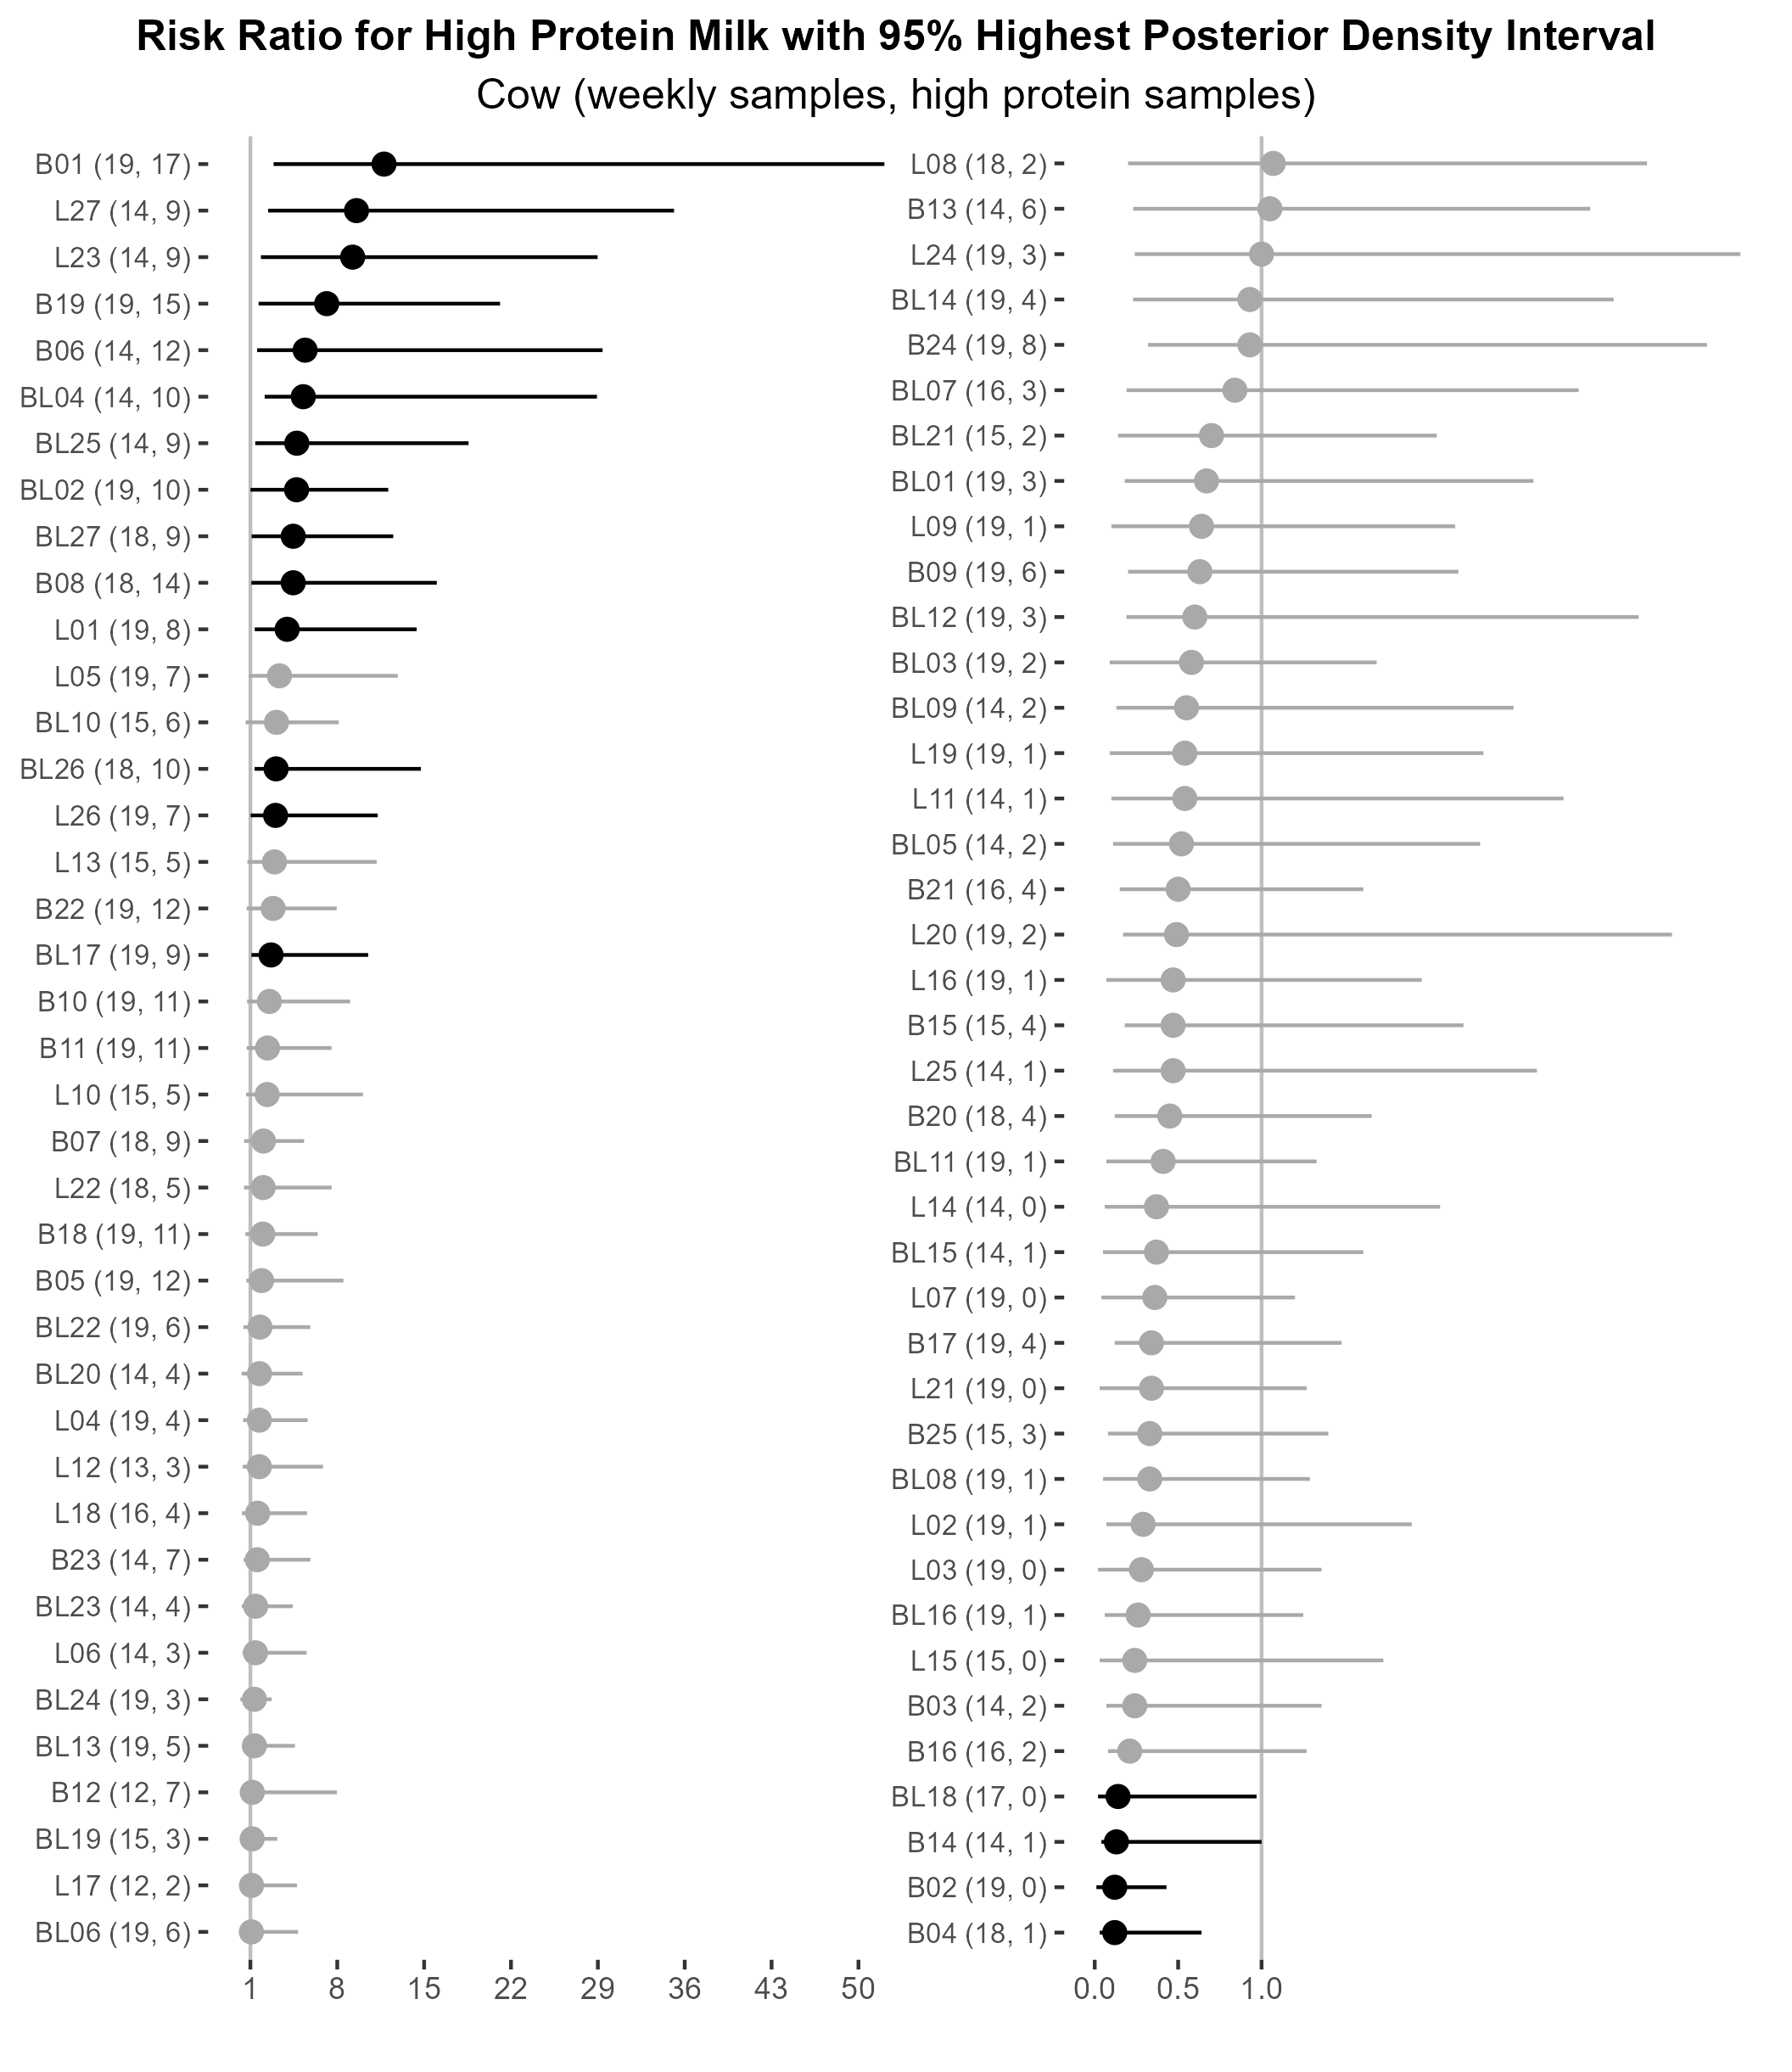 Risk Ratio for High Protein Milk with 95% Highest Posterior Density Interval
Cow (weekly samples, high protein samples)
B01 (19, 17)
L27 (14, 9)
L23 (14, 9)
B19 (19, 15)
B06 (14, 12)
BL04 (14, 10)
BL25 (14, 9)
BL02 (19, 10)
BL27 (18, 9)
B08 (18, 14)
L01 (19, 8)
L05 (19, 7)
BL10 (15, 6)
BL26 (18, 10)
L26 (19, 7)
L13 (15, 5)
B22 (19, 12)
BL17 (19, 9)
B10 (19, 11)
B11 (19, 11)
L10 (15, 5)
B07 (18, 9)
L22 (18, 5)
B18 (19, 11)
B05 (19, 12)
BL22 (19, 6)
BL20 (14, 4)
L04 (19, 4)
L12 (13, 3)
L18 (16, 4)
B23 (14, 7)
BL23 (14, 4)
L06 (14, 3)
BL24 (19, 3)
BL13 (19, 5)
B12 (12, 7)
BL19 (15, 3)
L17 (12, 2)
BL06 (19, 6)
1 8 15 22 29 36 43 50
L08 (18, 2)
B13 (14, 6)
L24 (19, 3)
BL14 (19, 4)
B24 (19, 8)
BL07 (16, 3)
BL21 (15, 2)
BL01 (19, 3)
L09 (19, 1)
B09 (19, 6)
BL12 (19, 3)
BL03 (19, 2)
BL09 (14, 2)
L19 (19, 1)
L11 (14, 1)
BL05 (14, 2)
B21 (16, 4)
L20 (19, 2)
L16 (19, 1)
B15 (15, 4)
L25 (14, 1)
B20 (18, 4)
BL11 (19, 1)
L14 (14, 0)
BL15 (14, 1)
L07 (19, 0)
B17 (19, 4)
L21 (19, 0)
B25 (15, 3)
BL08 (19, 1)
L02 (19, 1)
L03 (19, 0)
BL16 (19, 1)
L15 (15, 0)
B03 (14, 2)
B16 (16, 2)
BL18 (17, 0)
B14 (14, 1)
B02 (19, 0)
B04 (18, 1)
0.0 0.5 1.0